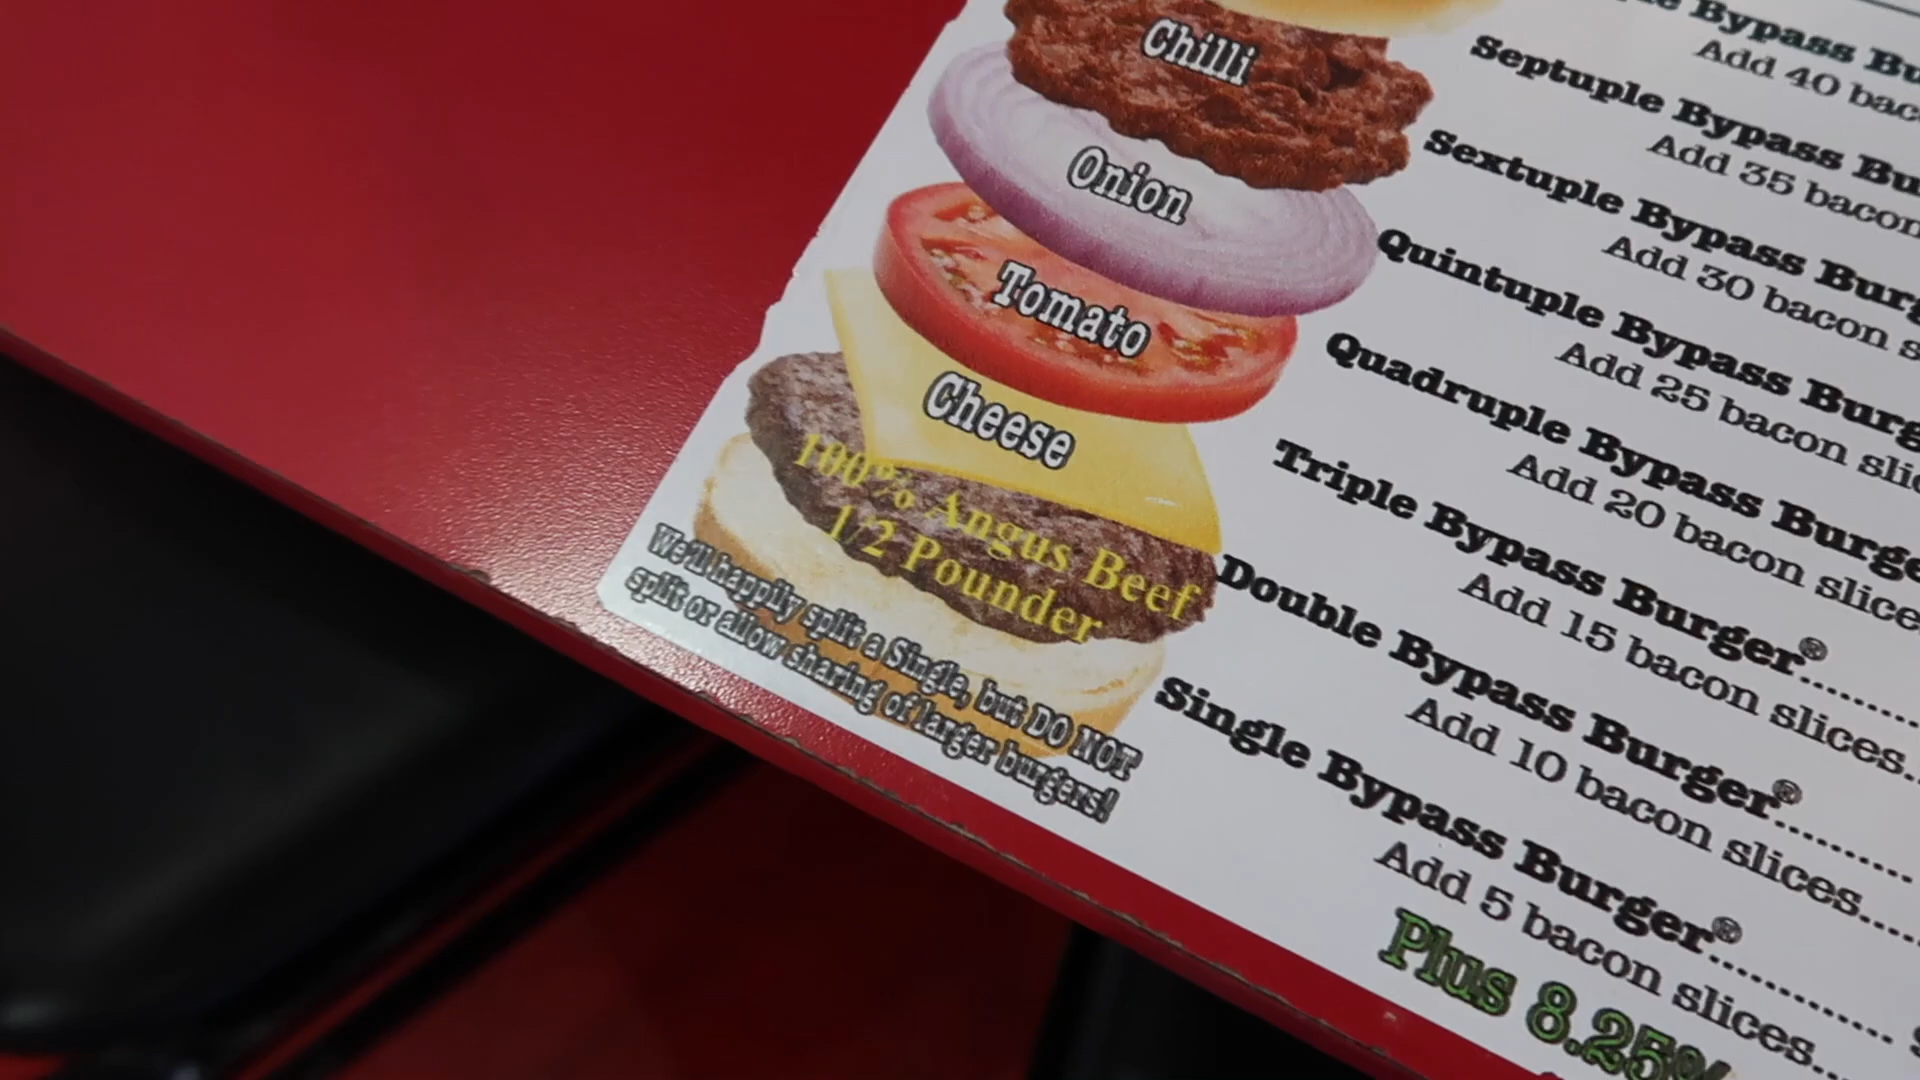 Chilli
Onion
Tomato
Cheese
100% Angus Beef
1/2 Pounder
We'll happily split a Single, but DO NOT
split or allow sharing of larger burgers!
Bypass Bu
Add 40 bac
Septuple Bypass Bu
Add 35 bacon
Sextuple Bypass Burg
Add 30 bacon s
Quintuple Bypass Burg
Add 25 bacon slic
Quadruple Bypass Burge
Add 20 bacon slice
Triple Bypass Burger®........
Add 15 bacon slices..
Double Bypass Burger®..........
Add 10 bacon slices....
Single Bypass Burger®............
Add 5 bacon slices...
Plus 8.25%